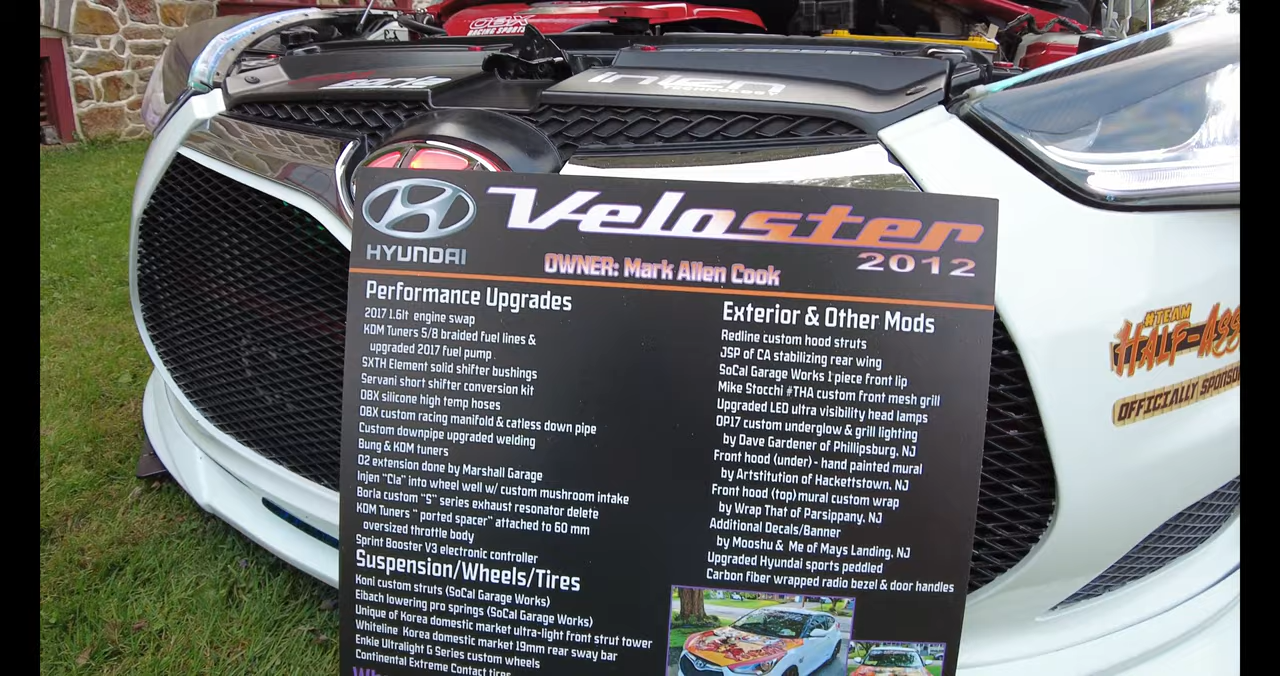 OBX
RACING SPORTS
injen
TECHNOLOGY
HYUNDAI
Veloster
2012
OWNER: Mark Allen Cook
Performance Upgrades
2017 1.6lt engine swap
KDM Tuners 5/8 braided fuel lines &
upgraded 2017 fuel pump
SXTH Element solid shifter bushings
Servani short shifter conversion kit
OBX silicone high temp hoses
OBX custom racing manifold & catless down pipe
Custom downpipe upgraded welding
Bung & KDM tuners
O2 extension done by Marshall Garage
Injen "Cia" into wheel well w/ custom mushroom intake
Borla custom "S" series exhaust resonator delete
KDM Tuners " ported spacer" attached to 60 mm
oversized throttle body
Sprint Booster V3 electronic controller
Suspension/Wheels/Tires
Koni custom struts (SoCal Garage Works)
Eibach lowering pro springs (SoCal Garage Works)
Unique of Korea domestic market ultra-light front strut tower
Whiteline Korea domestic market 19mm rear sway bar
Enkie Ultralight G Series custom wheels
Continental Extreme Contact tires
Exterior & Other Mods
Redline custom hood struts
JSP of CA stabilizing rear wing
SoCal Garage Works 1 piece front lip
Mike Stocchi #THA custom front mesh grill
Upgraded LED ultra visibility head lamps
OP17 custom underglow & grill lighting
by Dave Gardener of Phillipsburg, NJ
Front hood (under) - hand painted mural
by Artstitution of Hackettstown, NJ
Front hood (top) mural custom wrap
by Wrap That of Parsippany, NJ
Additional Decals/Banner
by Mooshu & Me of Mays Landing, NJ
Upgraded Hyundai sports peddled
Carbon fiber wrapped radio bezel & door handles
#TEAM
HALF-ASS
OFFICIALLY SPONSO